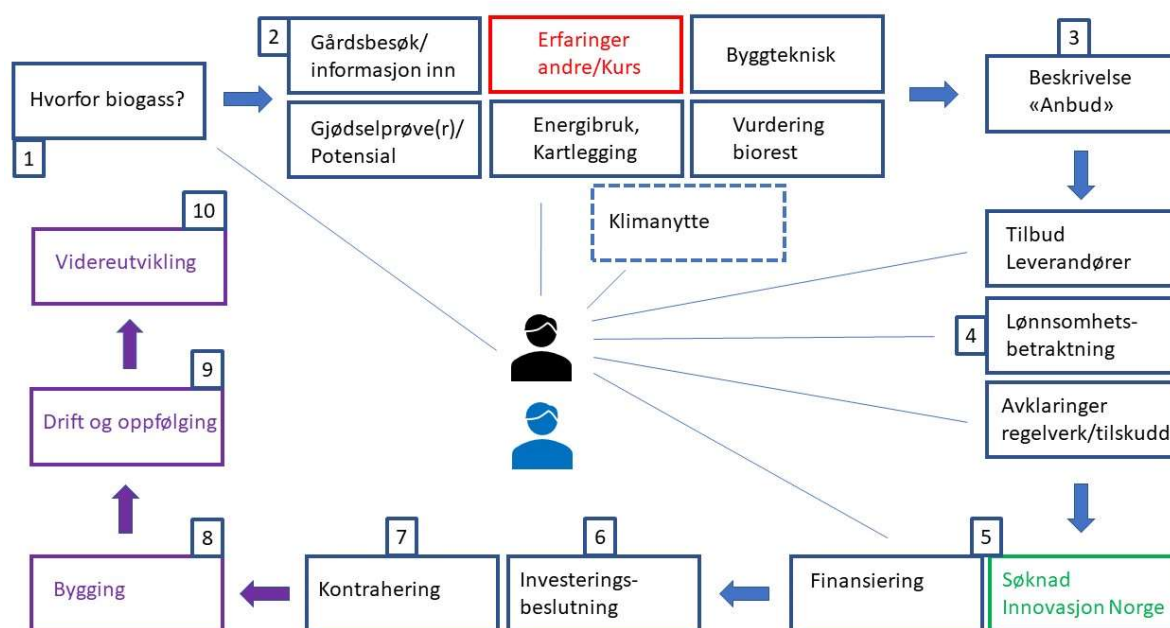 Hvorfor biogass?
1
2
Gårdsbesøk/
informasjon inn
Erfaringer
andre/Kurs
Byggteknisk
Gjødselprøve(r)/
Potensial
Energibruk,
Kartlegging
Vurdering
biorest
Klimanytte
3
Beskrivelse
«Anbud»
Tilbud
Leverandører
4
Lønnsomhets-
betraktning
Avklaringer
regelverk/tilskudd
5
Søknad
Innovasjon Norge
Finansiering
6
Investerings-
beslutning
7
Kontrahering
8
Bygging
9
Drift og oppfølging
10
Videreutvikling